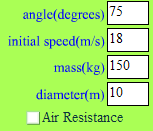 angle(degrees) 75
initial speed(m/s) 18
mass(kg) 150
diameter(m) 10
Air Resistance